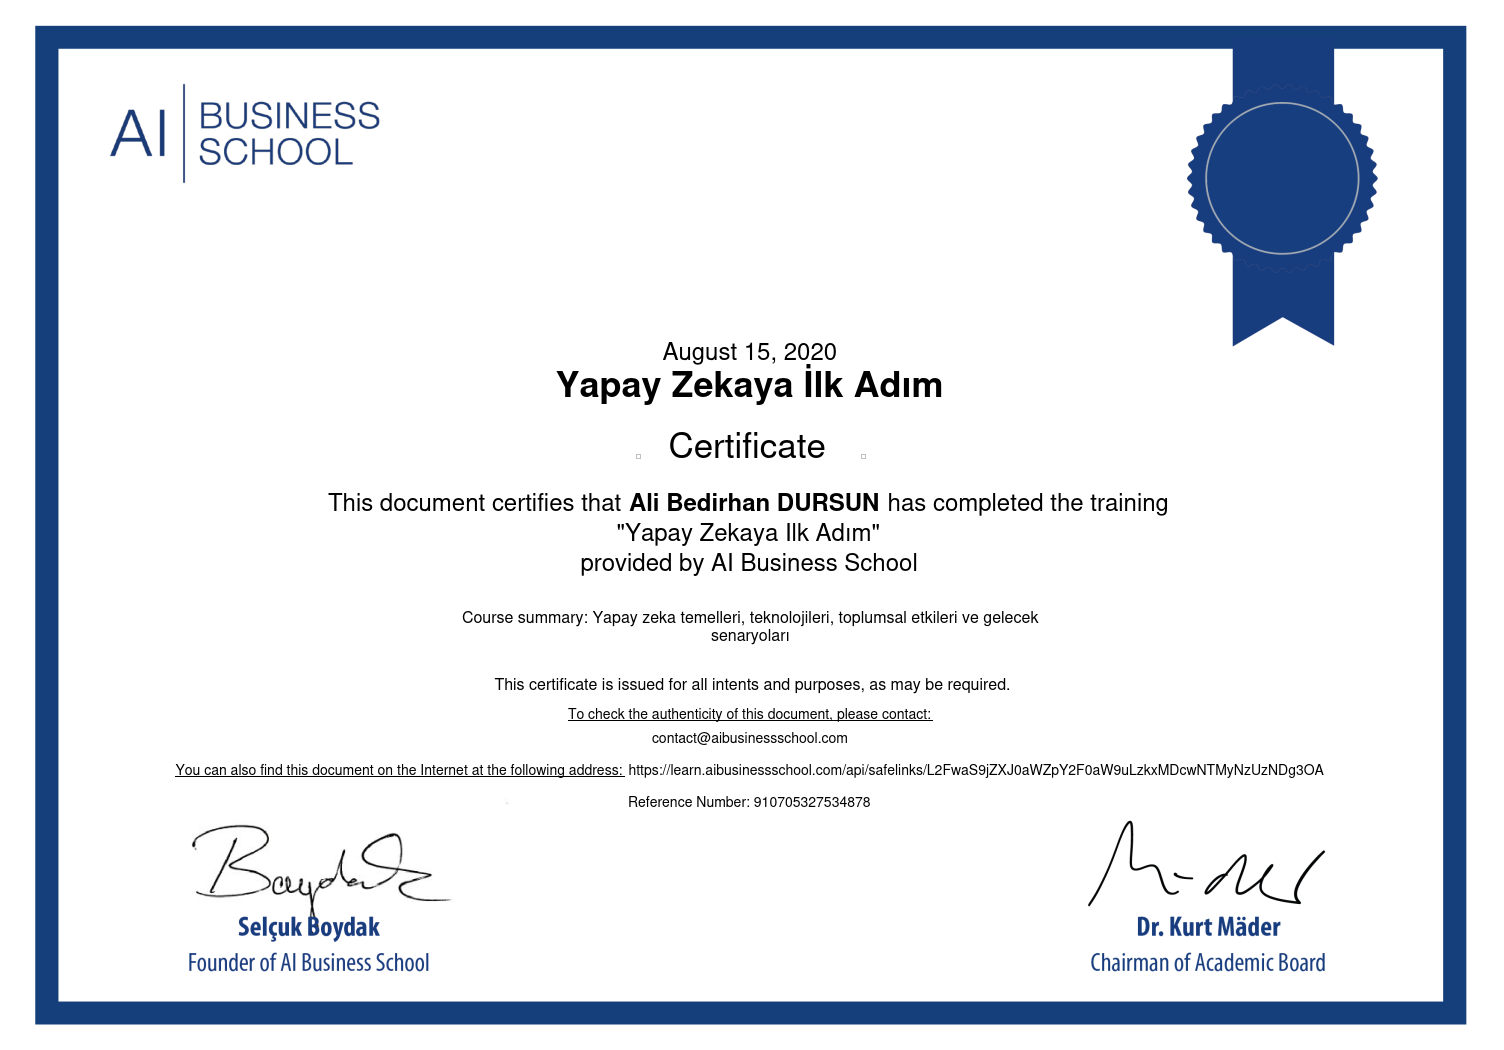 AI BUSINESS
SCHOOL
August 15, 2020
Yapay Zekaya İlk Adım
Certificate
This document certifies that Ali Bedirhan DURSUN has completed the training
"Yapay Zekaya Ilk Adım"
provided by AI Business School
Course summary: Yapay zeka temelleri, teknolojileri, toplumsal etkileri ve gelecek
senaryoları
This certificate is issued for all intents and purposes, as may be required.
To check the authenticity of this document, please contact:
contact@aibusinessschool.com
You can also find this document on the Internet at the following address: https://learn.aibusinessschool.com/api/safelinks/L2FwaS9jZXJ0aWZpY2F0aW9uLzkxMDcwNTMyNzUzNDg3OA
Reference Number: 910705327534878
Selçuk Boydak
Founder of AI Business School
Dr. Kurt Mäder
Chairman of Academic Board